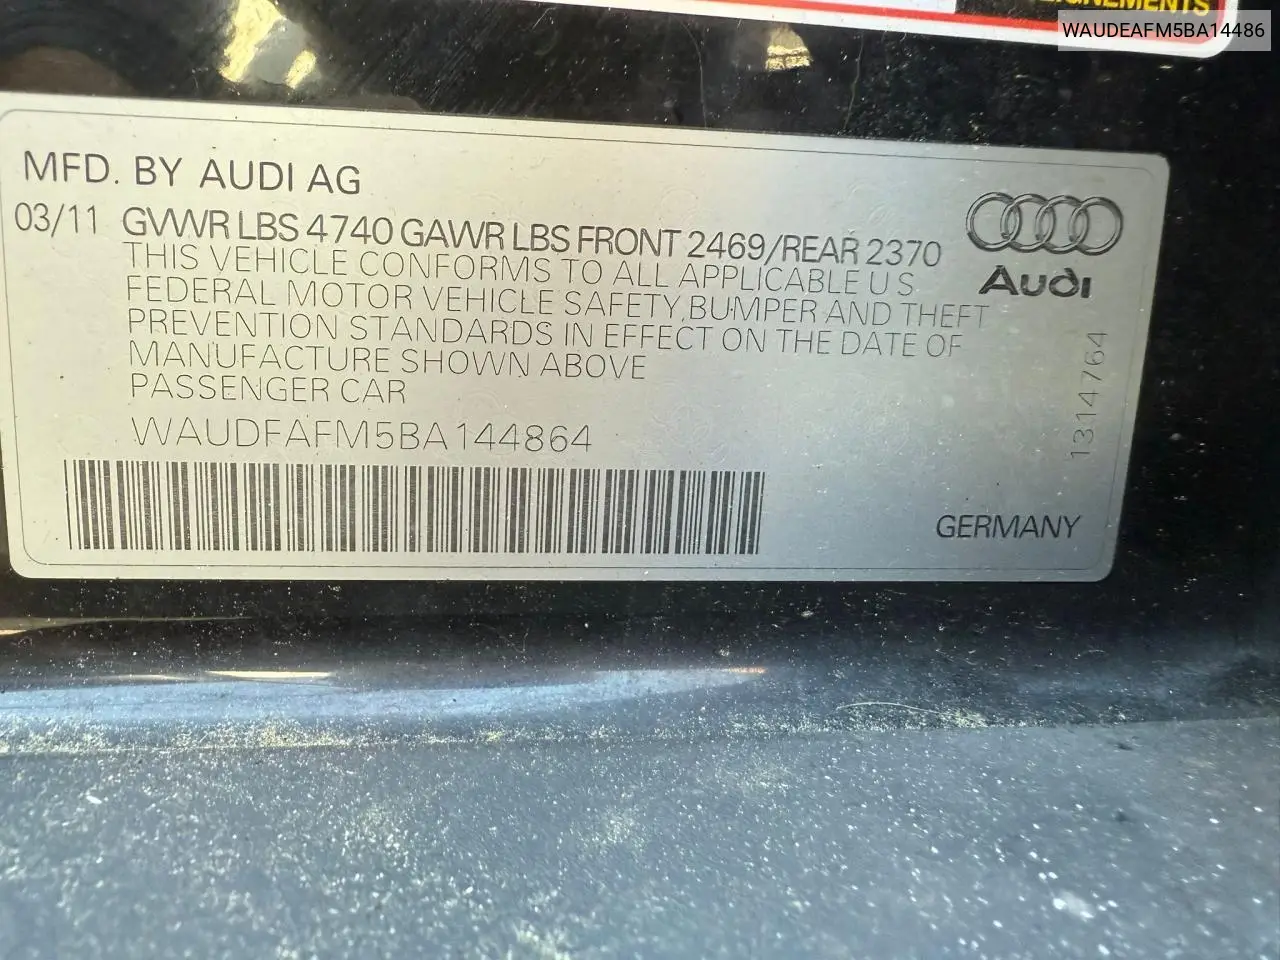 IGNEMENTS
WAUDEAFM5BA14486
MFD. BY AUDI AG
03/11 GVWR LBS 4740 GAWR LBS FRONT 2469/REAR 2370
THIS VEHICLE CONFORMS TO ALL APPLICABLE U S
FEDERAL MOTOR VEHICLE SAFETY, BUMPER AND THEFT
PREVENTION STANDARDS IN EFFECT ON THE DATE OF
MANUFACTURE SHOWN ABOVE
PASSENGER CAR
WAUDFAFM5BA144864
Audi
1314764
GERMANY